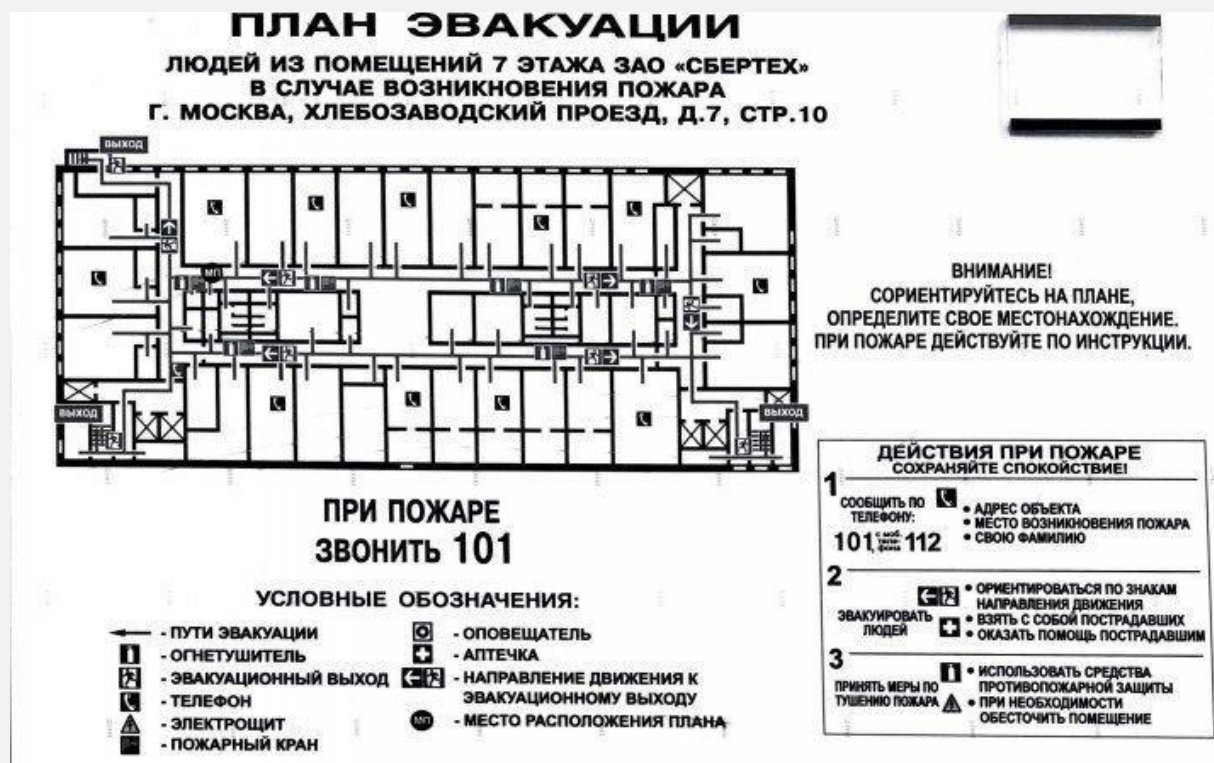 ПЛАН ЭВАКУАЦИИ
ЛЮДЕЙ ИЗ ПОМЕЩЕНИЙ 7 ЭТАЖА ЗАО «СБЕРТЕХ»
В СЛУЧАЕ ВОЗНИКНОВЕНИЯ ПОЖАРА
Г. МОСКВА, ХЛЕБОЗАВОДСКИЙ ПРОЕЗД, Д.7, СТР.10
ВЫХОД
МП
ВЫХОД
ВЫХОД
ВНИМАНИЕ!
СОРИЕНТИРУЙТЕСЬ НА ПЛАНЕ,
ОПРЕДЕЛИТЕ СВОЕ МЕСТОНАХОЖДЕНИЕ.
ПРИ ПОЖАРЕ ДЕЙСТВУЙТЕ ПО ИНСТРУКЦИИ.
ПРИ ПОЖАРЕ
ЗВОНИТЬ 101
УСЛОВНЫЕ ОБОЗНАЧЕНИЯ:
- ПУТИ ЭВАКУАЦИИ
- ОГНЕТУШИТЕЛЬ
- ЭВАКУАЦИОННЫЙ ВЫХОД
- ТЕЛЕФОН
- ЭЛЕКТРОЩИТ
- ПОЖАРНЫЙ КРАН
- ОПОВЕЩАТЕЛЬ
- АПТЕЧКА
- НАПРАВЛЕНИЕ ДВИЖЕНИЯ К
ЭВАКУАЦИОННОМУ ВЫХОДУ
МП - МЕСТО РАСПОЛОЖЕНИЯ ПЛАНА
ДЕЙСТВИЯ ПРИ ПОЖАРЕ
СОХРАНЯЙТЕ СПОКОЙСТВИЕ!
1
СООБЩИТЬ ПО
ТЕЛЕФОНУ:
101, с моб. теле- фона 112
• АДРЕС ОБЪЕКТА
• МЕСТО ВОЗНИКНОВЕНИЯ ПОЖАРА
• СВОЮ ФАМИЛИЮ
2
ЭВАКУИРОВАТЬ
ЛЮДЕЙ
• ОРИЕНТИРОВАТЬСЯ ПО ЗНАКАМ
НАПРАВЛЕНИЯ ДВИЖЕНИЯ
• ВЗЯТЬ С СОБОЙ ПОСТРАДАВШИХ
• ОКАЗАТЬ ПОМОЩЬ ПОСТРАДАВШИМ
3
ПРИНЯТЬ МЕРЫ ПО
ТУШЕНИЮ ПОЖАРА
• ИСПОЛЬЗОВАТЬ СРЕДСТВА
ПРОТИВОПОЖАРНОЙ ЗАЩИТЫ
• ПРИ НЕОБХОДИМОСТИ
ОБЕСТОЧИТЬ ПОМЕЩЕНИЕ